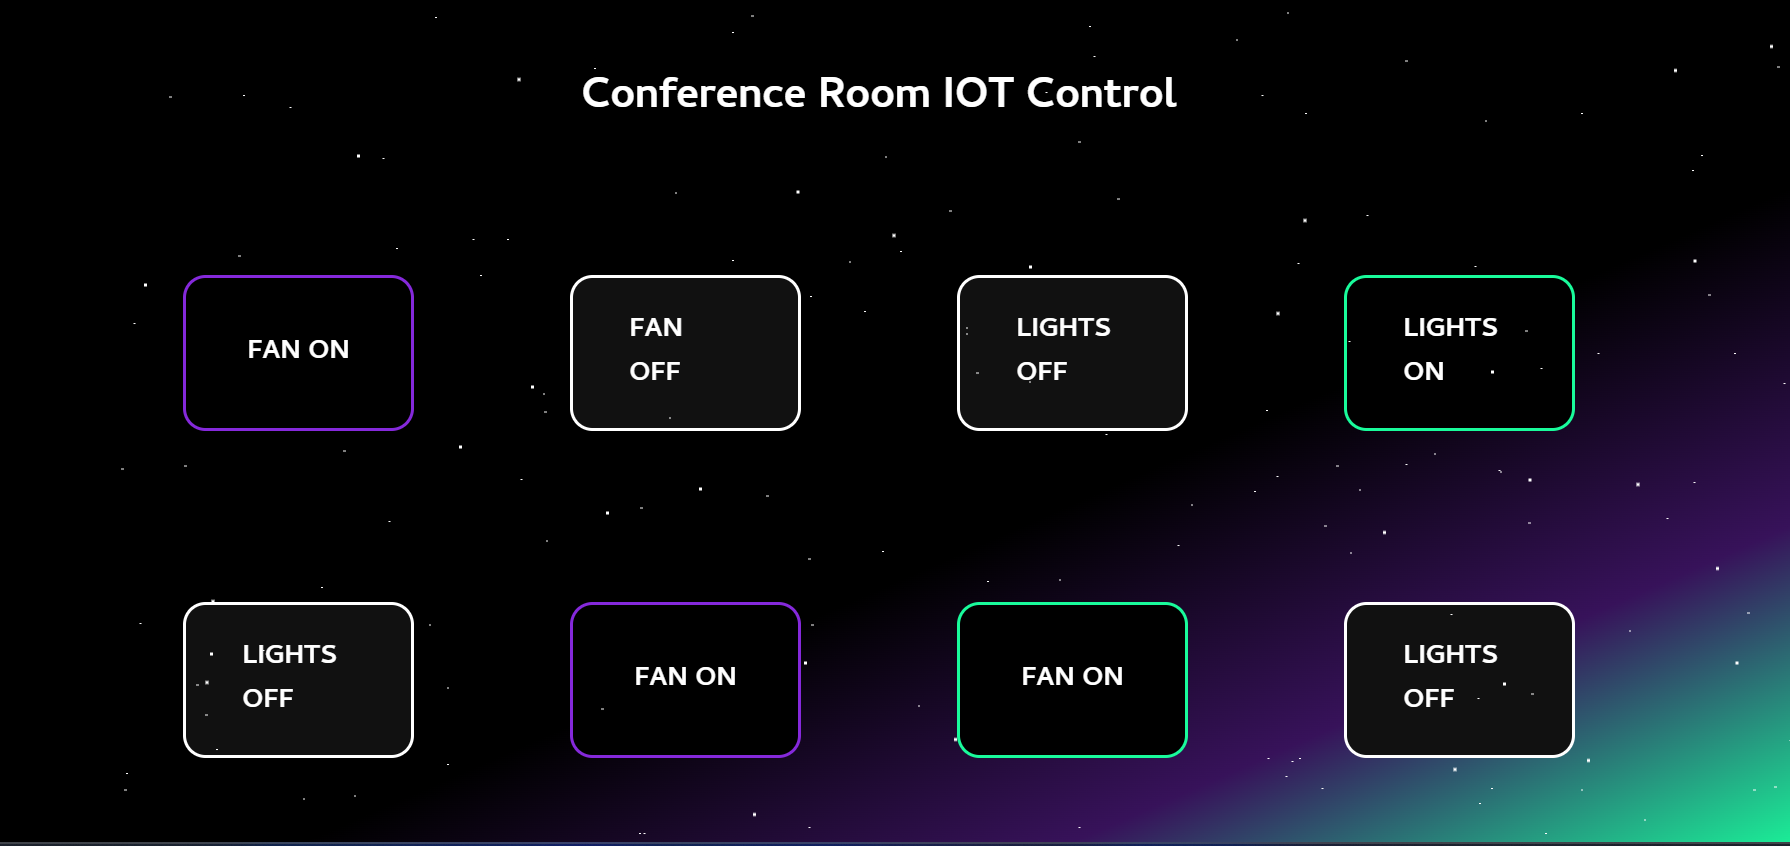 Conference Room IOT Control
FAN ON
FAN
OFF
LIGHTS
OFF
LIGHTS
ON
LIGHTS
OFF
FAN ON
FAN ON
LIGHTS
OFF